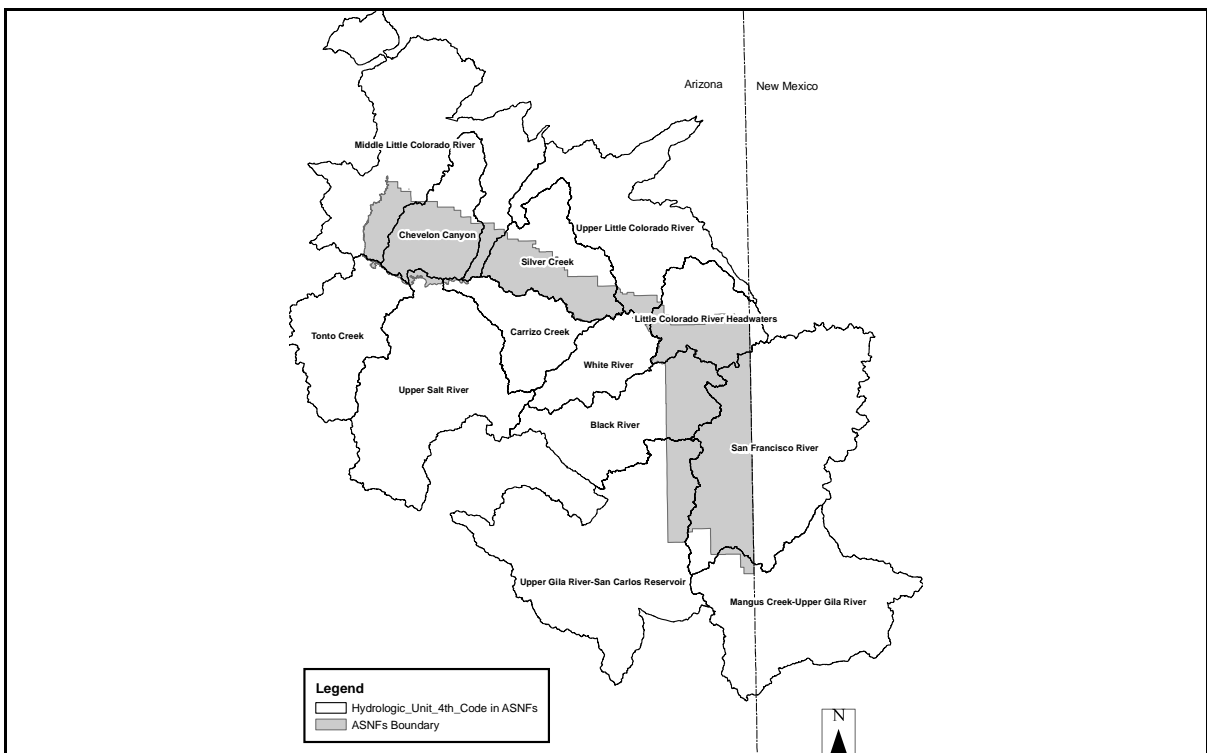 Arizona
New Mexico
Middle Little Colorado River
Chevelon Canyon
Upper Little Colorado River
Silver Creek
Little Colorado River Headwaters
Tonto Creek
Carrizo Creek
White River
Upper Salt River
Black River
San Francisco River
Upper Gila River-San Carlos Reservoir
Mangus Creek-Upper Gila River
Legend
Hydrologic_Unit_4th_Code in ASNFs
ASNFs Boundary
N